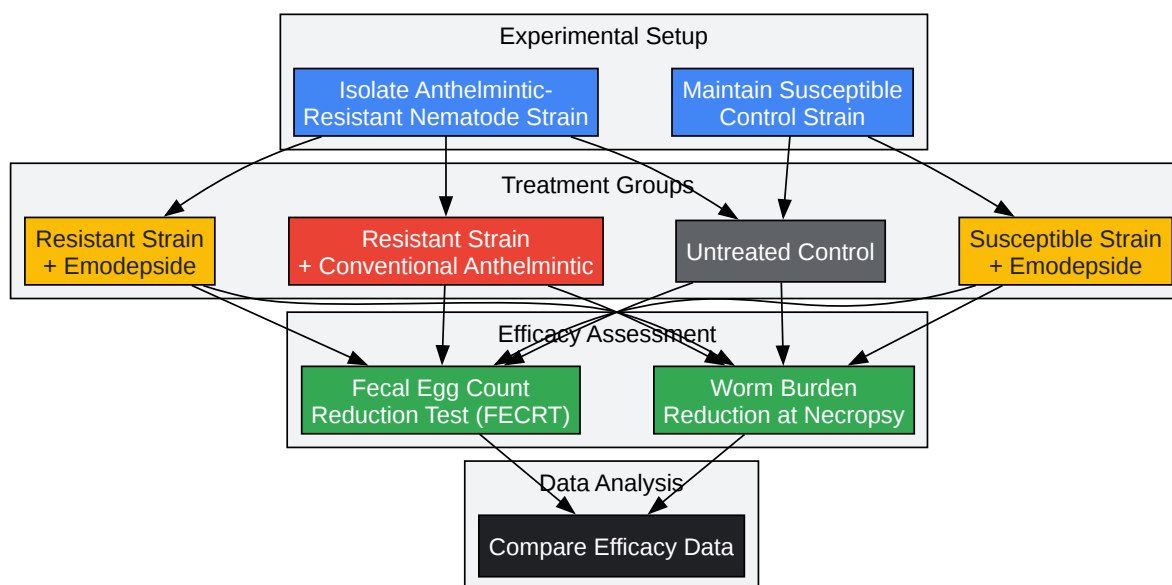 Experimental Setup
Isolate Anthelmintic-
Resistant Nematode Strain
Maintain Susceptible
Control Strain
Treatment Groups
Resistant Strain
+ Emodepside
Resistant Strain
+ Conventional Anthelmintic
Untreated Control
Susceptible Strain
+ Emodepside
Efficacy Assessment
Fecal Egg Count
Reduction Test (FECRT)
Worm Burden
Reduction at Necropsy
Data Analysis
Compare Efficacy Data